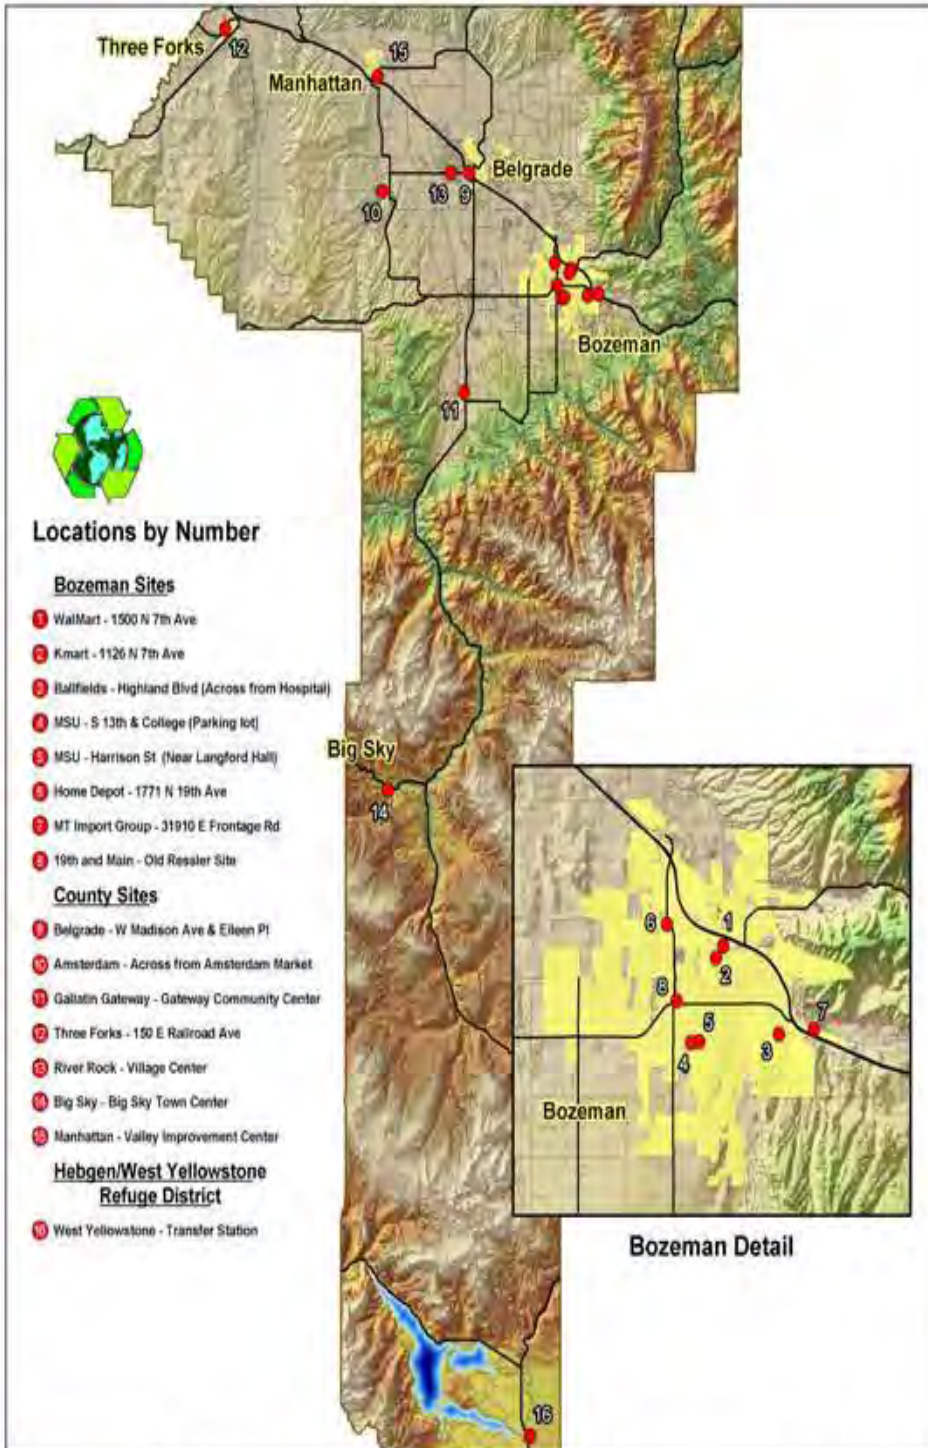 Three Forks
12
15
Manhattan
Belgrade
13
9
10
Bozeman
11
Locations by Number
Bozeman Sites
1 WalMart - 1500 N 7th Ave
2 Kmart - 1126 N 7th Ave
3 Ballfields - Highland Blvd (Across from Hospital)
4 MSU - S 13th & College (Parking lot)
5 MSU - Harrison St (Near Langford Hall)
6 Home Depot - 1771 N 19th Ave
7 MT Import Group - 31910 E Frontage Rd
8 19th and Main - Old Ressler Site
County Sites
9 Belgrade - W Madison Ave & Eileen Pl
10 Amsterdam - Across from Amsterdam Market
11 Gallatin Gateway - Gateway Community Center
12 Three Forks - 150 E Railroad Ave
13 River Rock - Village Center
14 Big Sky - Big Sky Town Center
15 Manhattan - Valley Improvement Center
Hebgen/West Yellowstone
Refuge District
16 West Yellowstone - Transfer Station
Big Sky
14
6
1
2
8
5
4
3
7
Bozeman
Bozeman Detail
16